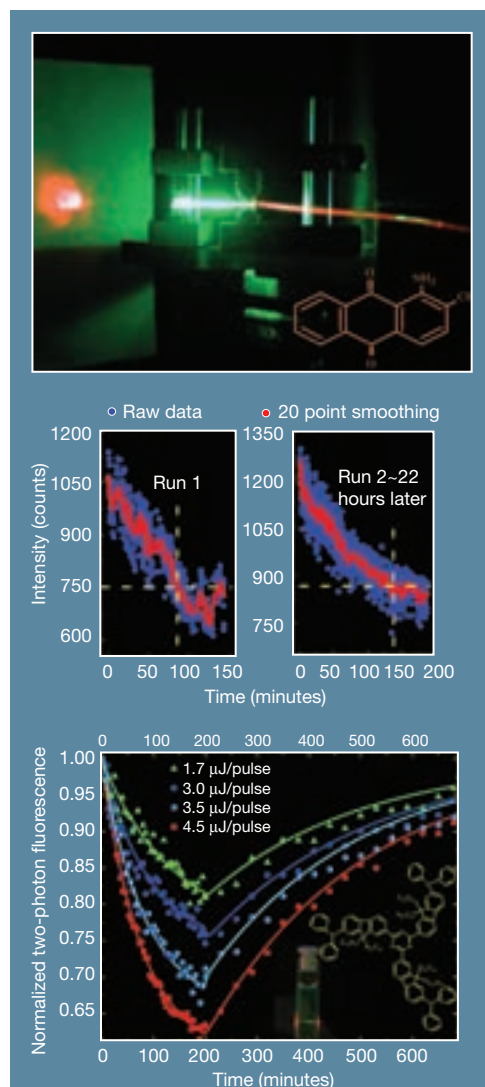 Raw data
20 point smoothing
Intensity (counts)
1200
1050
900
750
600
Run 1
0 50 100 150
1350
1200
1050
900
750
Run 2~22
hours later
0 50 100 150 200
Time (minutes)
Normalized two-photon fluorescence
0 100 200 300 400 600
1.00
0.95
0.90
0.85
0.80
0.75
0.70
0.65
1.7 µJ/pulse
3.0 µJ/pulse
3.5 µJ/pulse
4.5 µJ/pulse
0 100 200 300 400 500 600
Time (minutes)